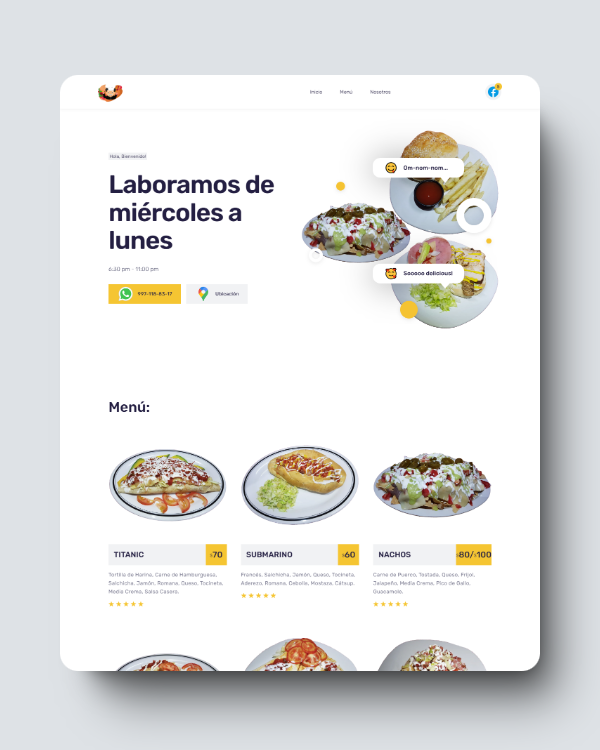 Inicio Menú Nosotros
Hola, Bienvenido!
Laboramos de
miércoles a
lunes
6:30 pm - 11:00 pm
997-118-83-17 Ubicación
Om-nom-nom...
Sooooo delicious!
Menú:
TITANIC $70
Tortilla de Harina, Carne de Hamburguesa,
Salchicha, Jamón, Romana, Queso, Tocineta,
Media Crema, Salsa Casera.
SUBMARINO $60
Francés, Salchicha, Jamón, Queso, Tocineta,
Aderezo, Romana, Cebolla, Mostaza, Cátsup.
NACHOS $80/$100
Carne de Puerco, Tostada, Queso, Frijol,
Jalapeño, Media Crema, Pico de Gallo,
Guacamole.